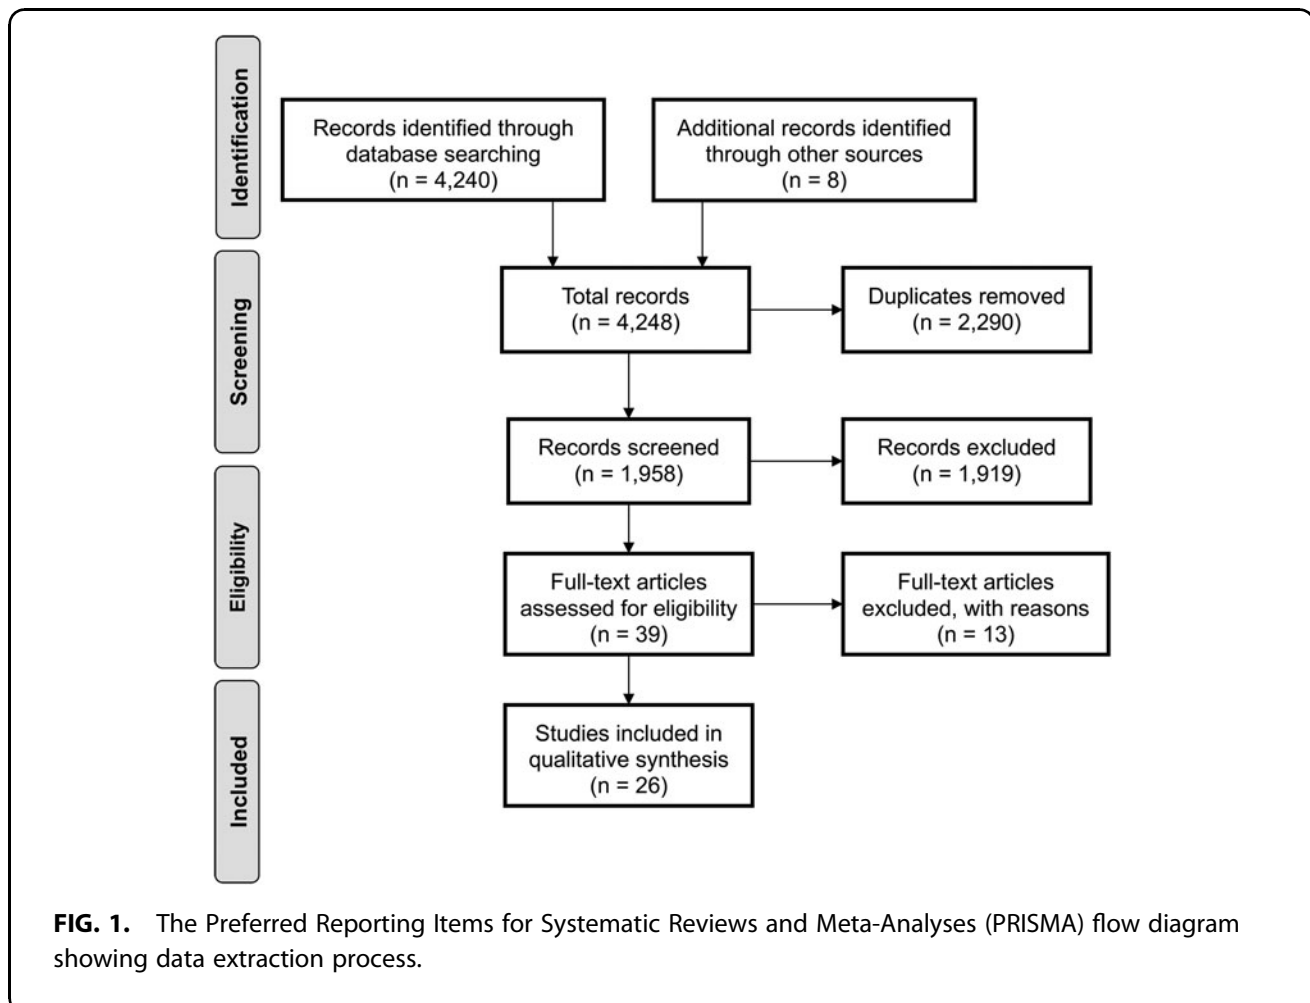 Identification
Records identified through
database searching
(n = 4,240)
Additional records identified
through other sources
(n = 8)
Screening
Total records
(n = 4,248)
Duplicates removed
(n = 2,290)
Records screened
(n = 1,958)
Records excluded
(n = 1,919)
Eligibility
Full-text articles
assessed for eligibility
(n = 39)
Full-text articles
excluded, with reasons
(n = 13)
Included
Studies included in
qualitative synthesis
(n = 26)
FIG. 1. The Preferred Reporting Items for Systematic Reviews and Meta-Analyses (PRISMA) flow diagram
showing data extraction process.